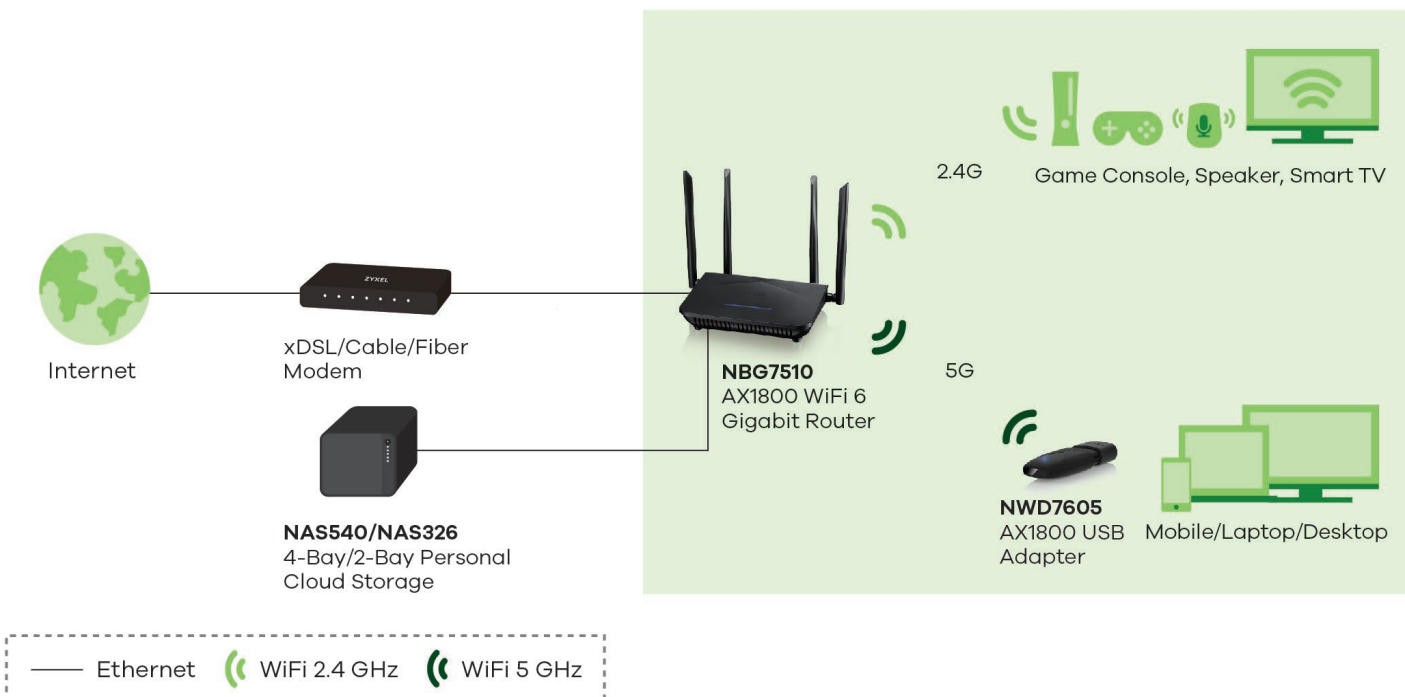 2.4G
Game Console, Speaker, Smart TV
ZYXEL
Internet
xDSL/Cable/Fiber
Modem
NBG7510
AX1800 WiFi 6
Gigabit Router
5G
NAS540/NAS326
4-Bay/2-Bay Personal
Cloud Storage
NWD7605
AX1800 USB
Adapter
Mobile/Laptop/Desktop
Ethernet
WiFi 2.4 GHz
WiFi 5 GHz